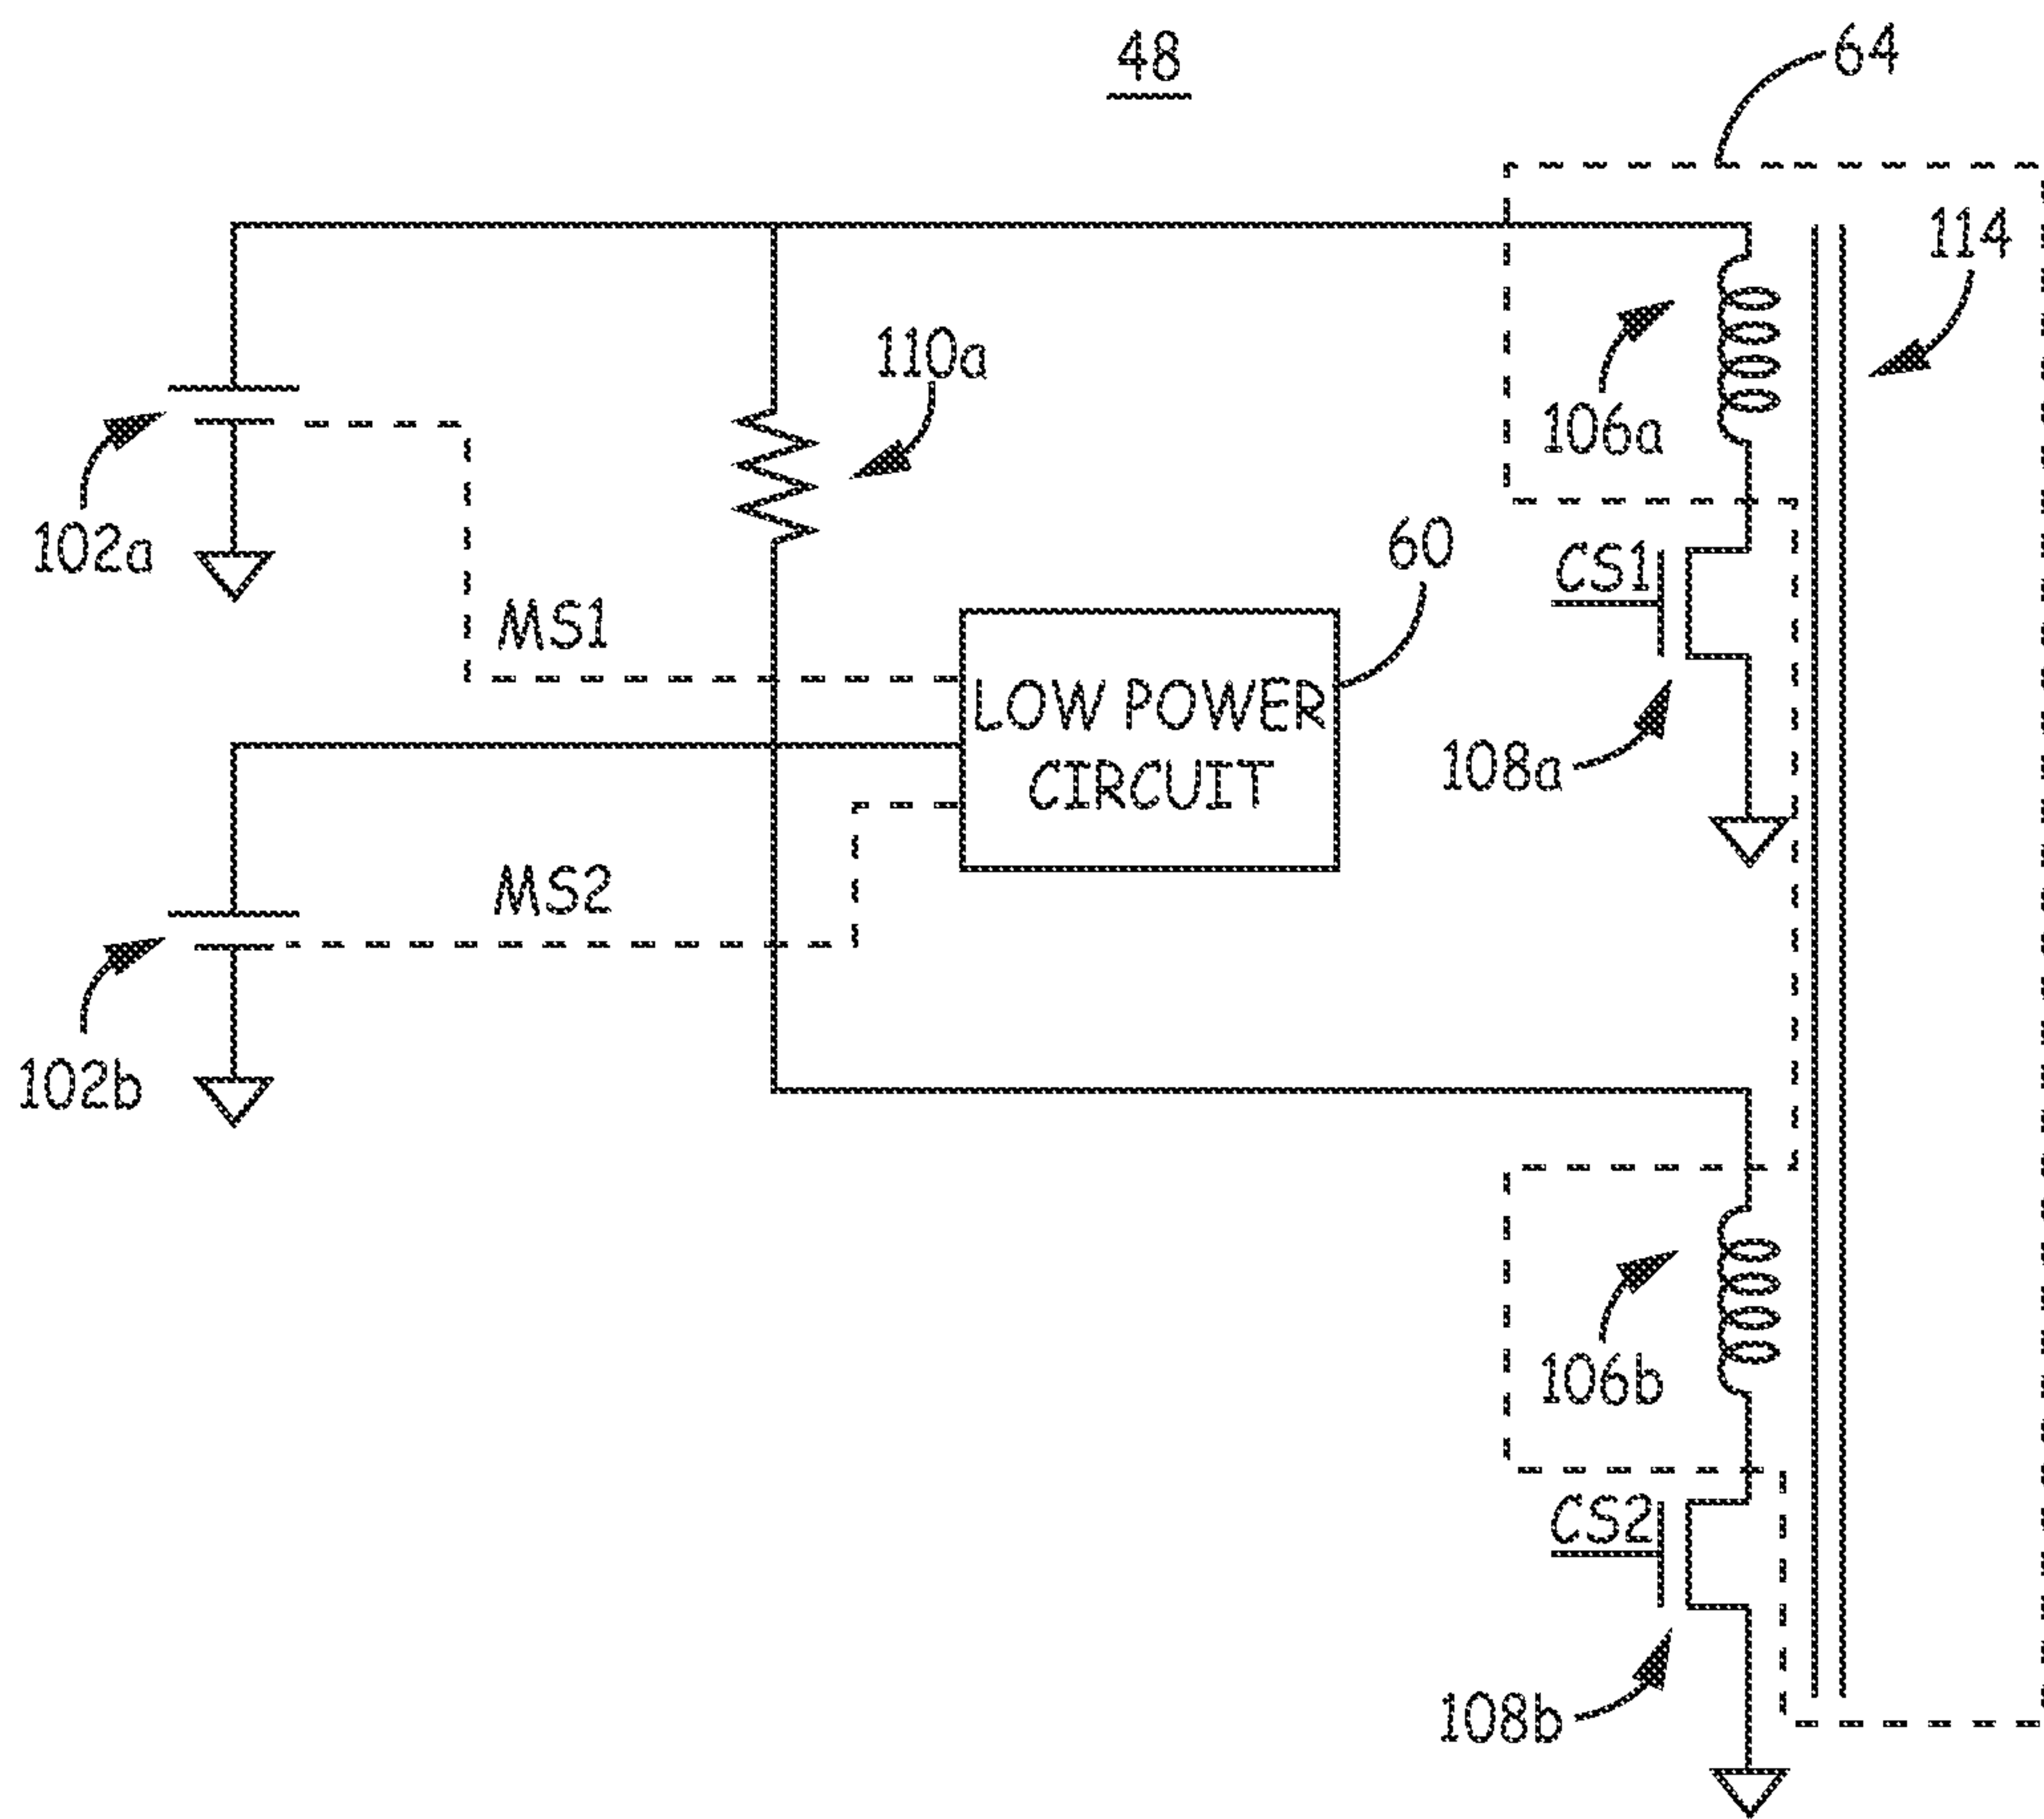 48
64
114
110a
106a
102a
CS1
60
MS1
LOW POWER
CIRCUIT
108a
MS2
102b
106b
CS2
108b